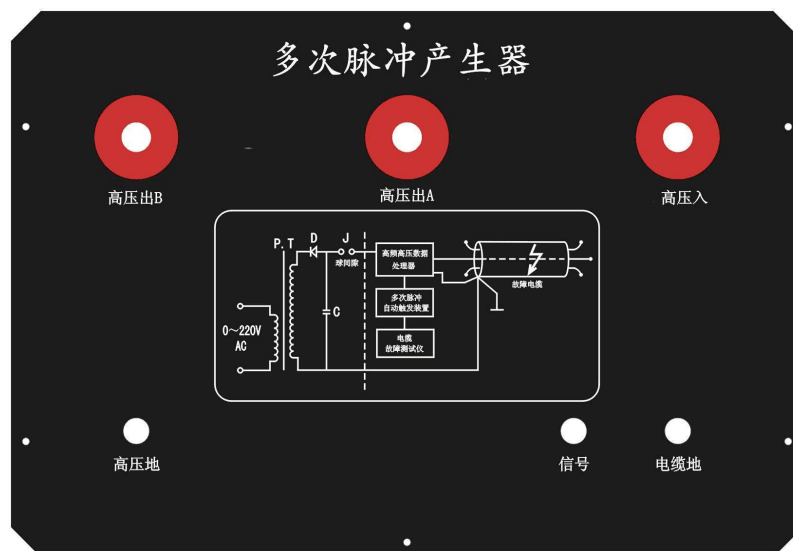 多次脉冲产生器
高压出B
高压出A
高压入
P.T
D
J
球间隙
C
0～220V
AC
高频高压数据
处理器
多次脉冲
自动触发装置
电缆
故障测试仪
故障电缆
高压地
信号
电缆地